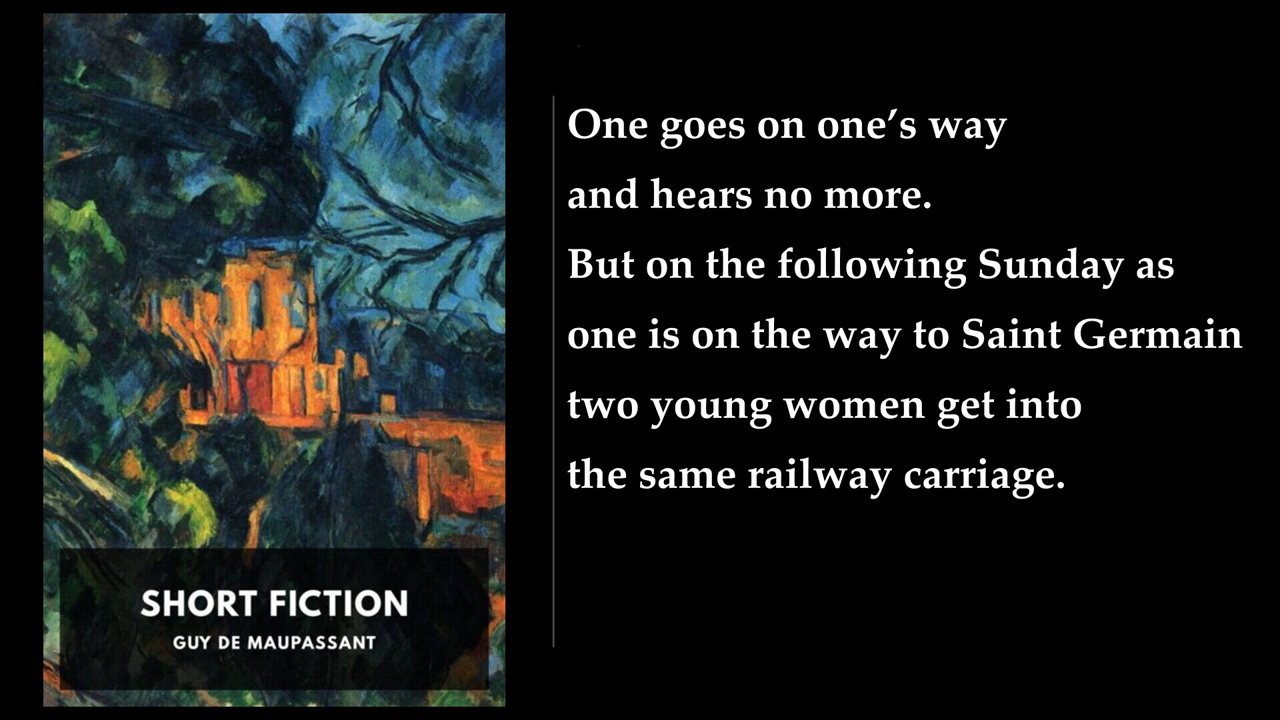 One goes on one’s way
and hears no more.
But on the following Sunday as
one is on the way to Saint Germain
two young women get into
the same railway carriage.
SHORT FICTION
GUY DE MAUPASSANT